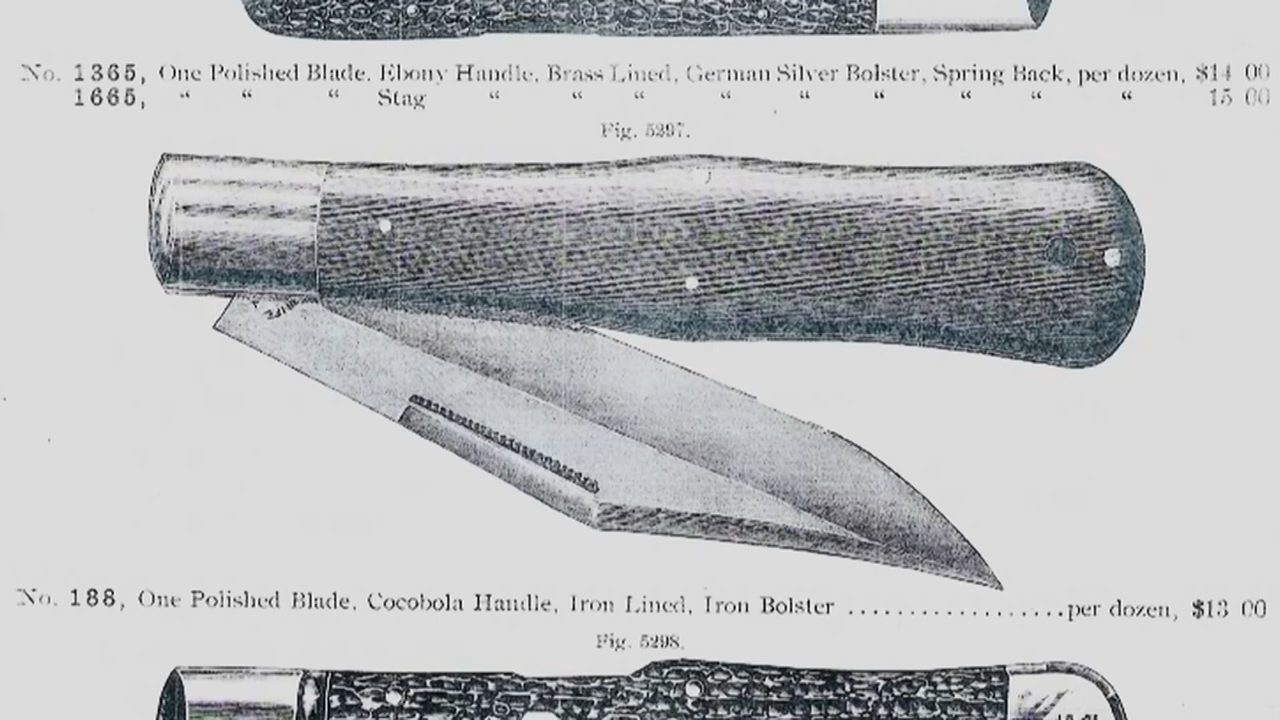 No. 1365, One Polished Blade, Ebony Handle, Brass Lined, German Silver Bolster, Spring Back, per dozen, $14 00
1665, “ “ “ Stag “ “ “ “ “ “ “ “ “ 15 00
Fig. 5297.
No. 188, One Polished Blade, Cocobola Handle, Iron Lined, Iron Bolster ..................per dozen, $13 00
Fig. 5298.